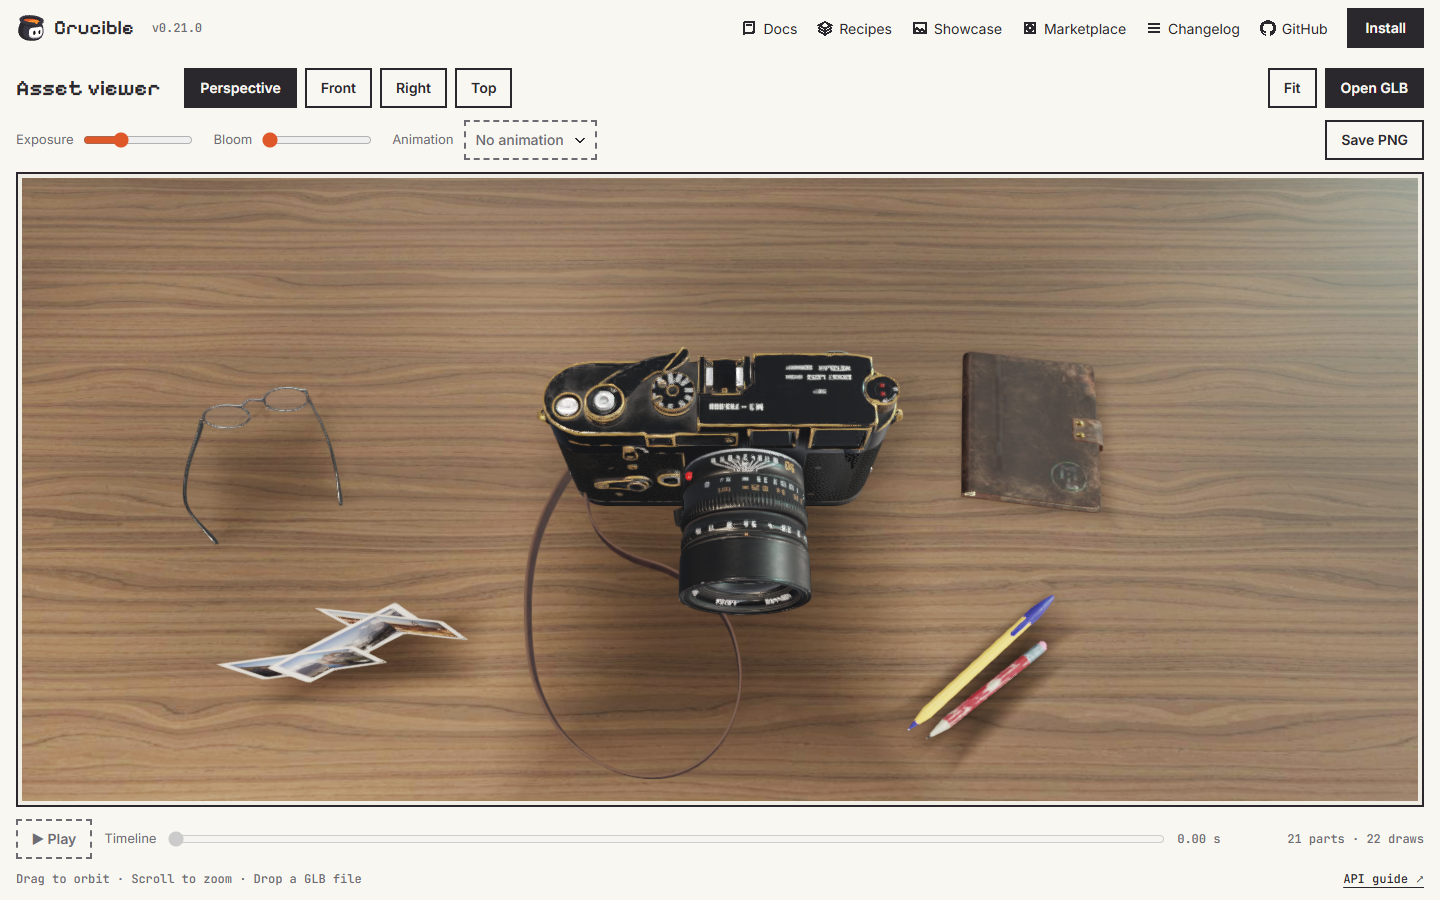 Crucible v0.21.0 Docs Recipes Showcase Marketplace Changelog GitHub Install
Asset viewer Perspective Front Right Top Fit Open GLB
Exposure Bloom Animation No animation Save PNG
Play Timeline 0.00 s 21 parts · 22 draws
Drag to orbit · Scroll to zoom · Drop a GLB file API guide ↗